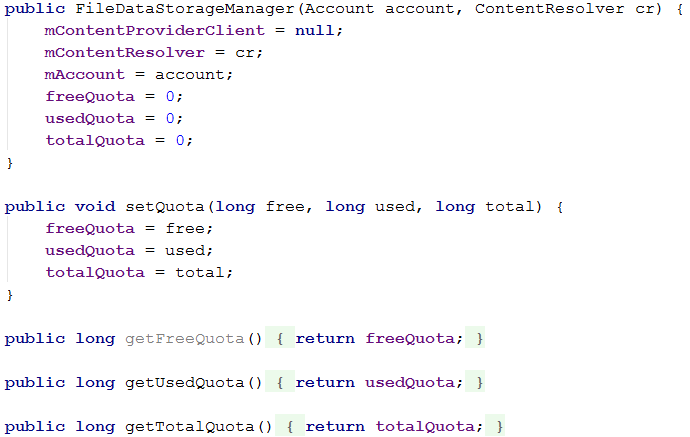 public FileDataStorageManager(Account account, ContentResolver cr) {
mContentProviderClient = null;
mContentResolver = cr;
mAccount = account;
freeQuota = 0;
usedQuota = 0;
totalQuota = 0;
}
public void setQuota(long free, long used, long total) {
freeQuota = free;
usedQuota = used;
totalQuota = total;
}
public long getFreeQuota() { return freeQuota; }
public long getUsedQuota() { return usedQuota; }
public long getTotalQuota() { return totalQuota; }